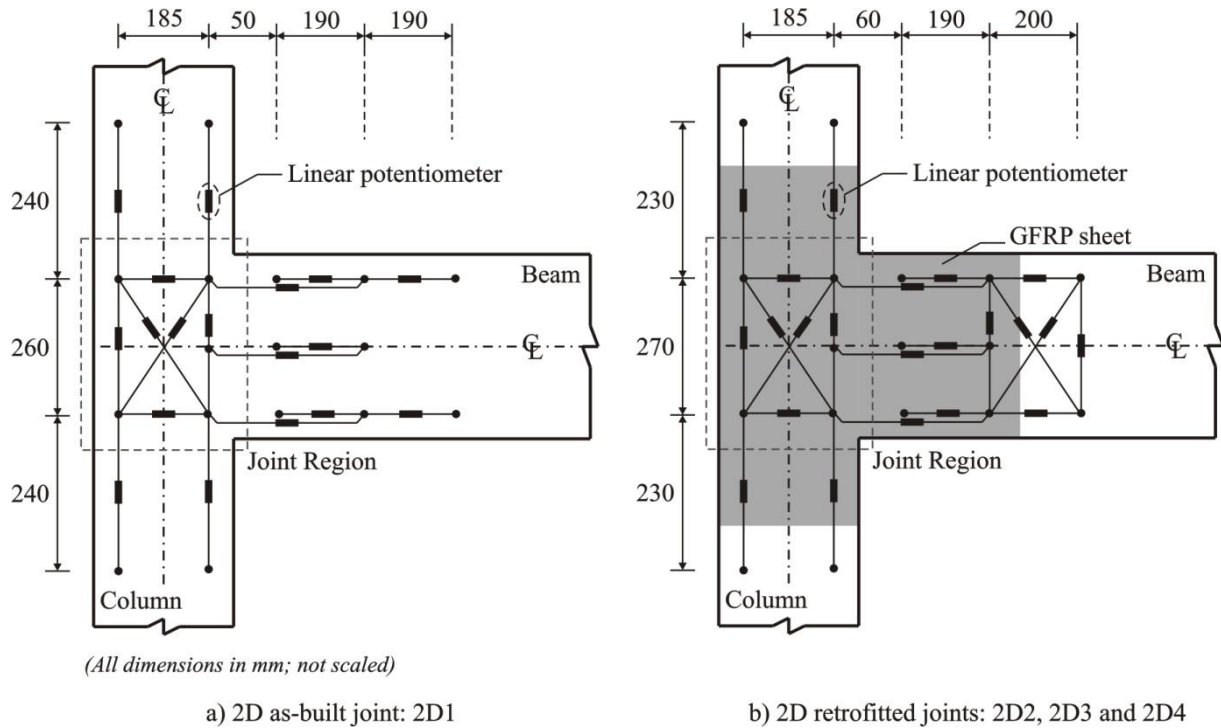 185 50 190 190
℄
Linear potentiometer
240
Beam
260
℄
Joint Region
240
Column
(All dimensions in mm; not scaled)
a) 2D as-built joint: 2D1
185 60 190 200
℄
Linear potentiometer
230
GFRP sheet
Beam
270
℄
Joint Region
230
Column
b) 2D retrofitted joints: 2D2, 2D3 and 2D4